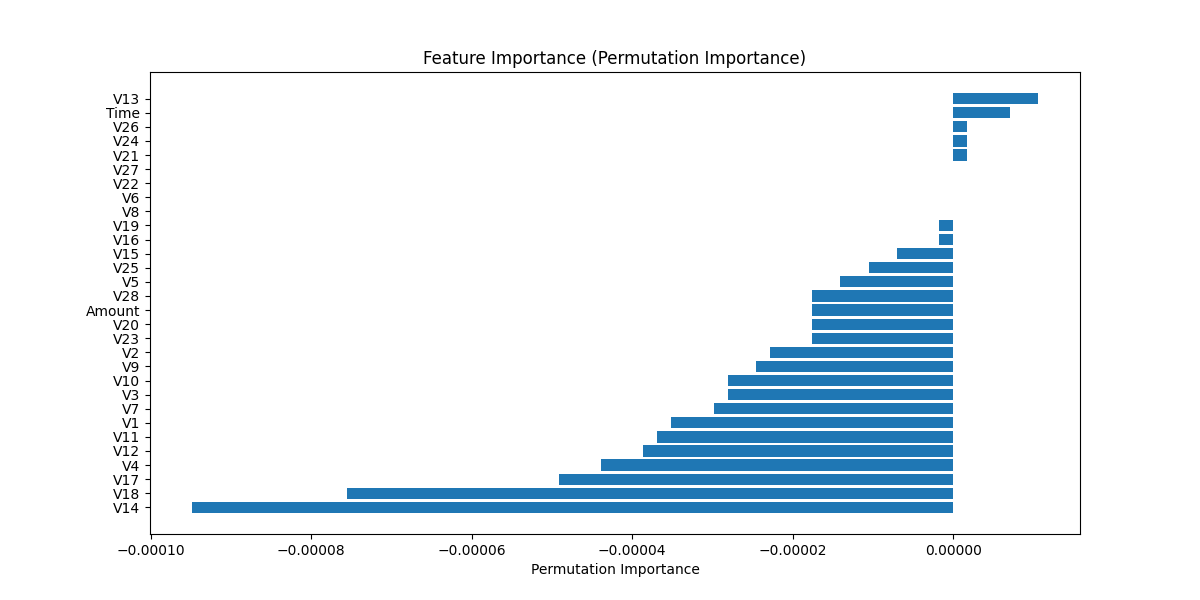 Feature Importance (Permutation Importance)
V13
Time
V26
V24
V21
V27
V22
V6
V8
V19
V16
V15
V25
V5
V28
Amount
V20
V23
V2
V9
V10
V3
V7
V1
V11
V12
V4
V17
V18
V14
−0.00010 −0.00008 −0.00006 −0.00004 −0.00002 0.00000
Permutation Importance